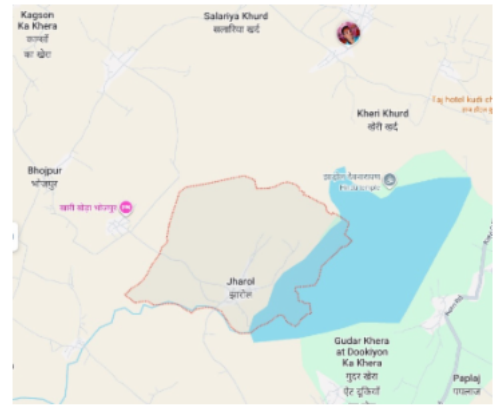 Kagson
Ka Khera
का खेरा
Salariya Khurd
सालरिया खुर्द
Kheri Khurd
खेरी खुर्द
Bhojpur
भोजपुर
Jharol
झारोल
Gudar Khera
at Dookiyon
Ka Khera
गुदर खेरा
ऐट दूकियाँ
का खेरा
Paplaj
पापलाज